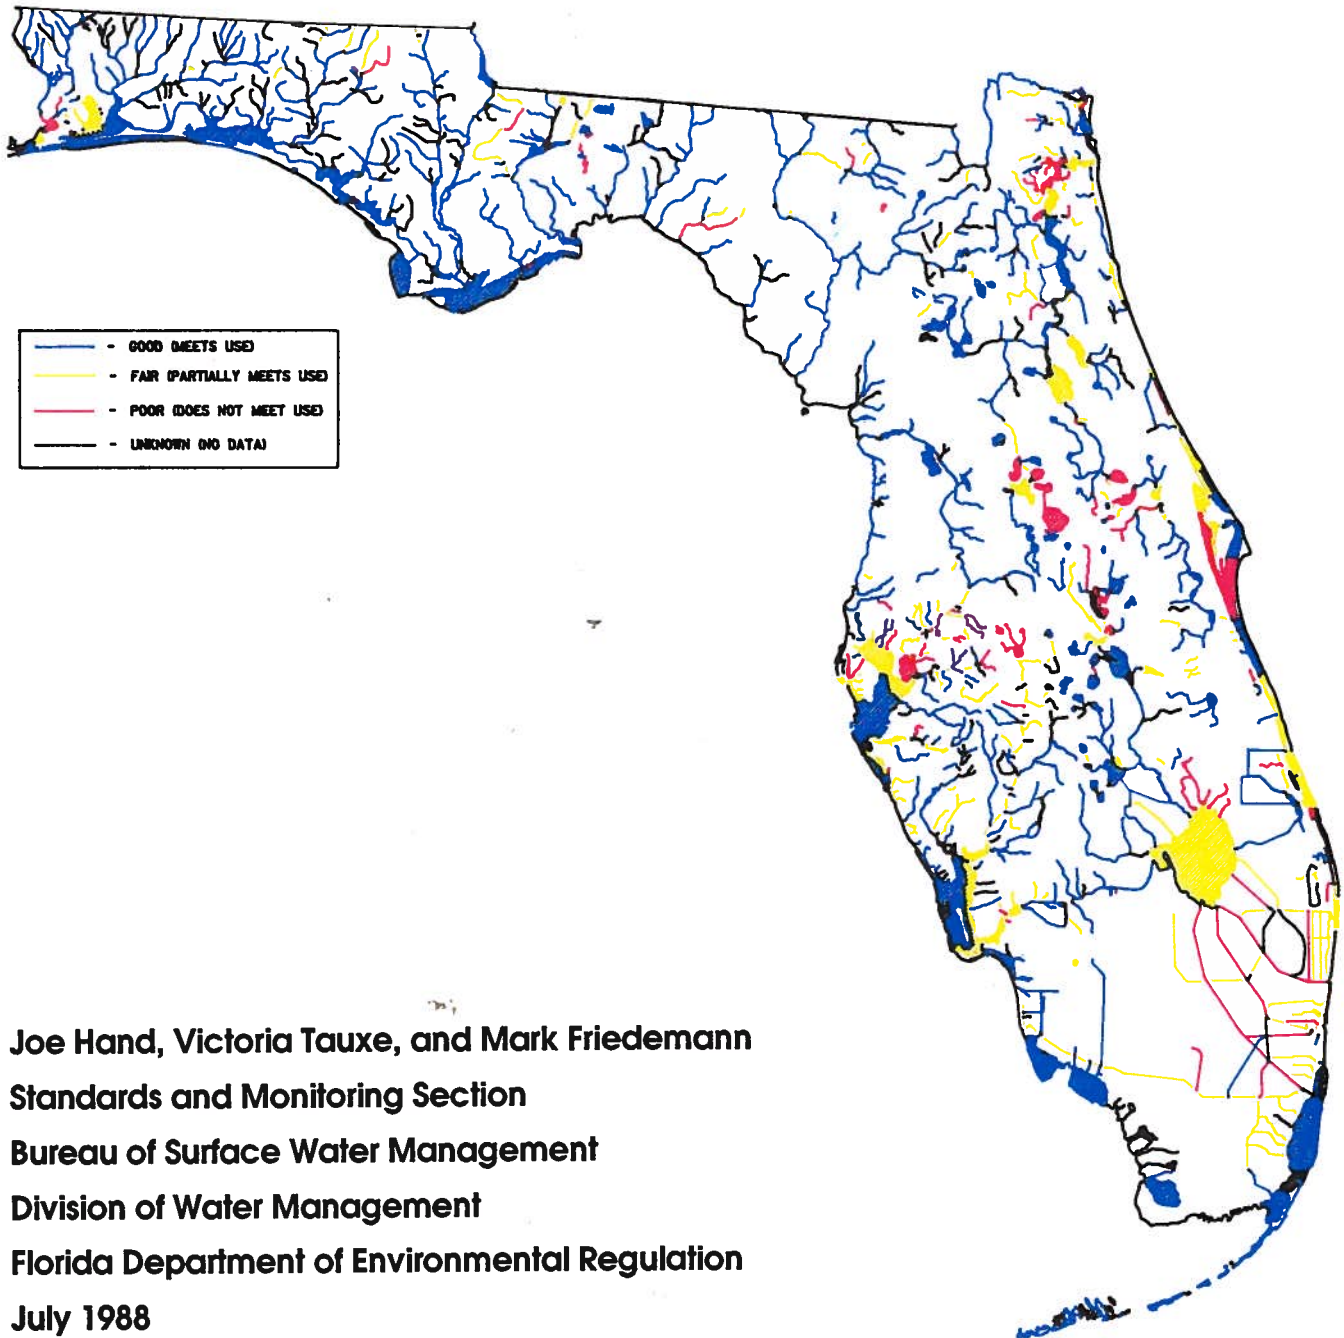 - GOOD (MEETS USE)
- FAIR (PARTIALLY MEETS USE)
- POOR (DOES NOT MEET USE)
- UNKNOWN (NO DATA)
Joe Hand, Victoria Tauxe, and Mark Friedemann
Standards and Monitoring Section
Bureau of Surface Water Management
Division of Water Management
Florida Department of Environmental Regulation
July 1988